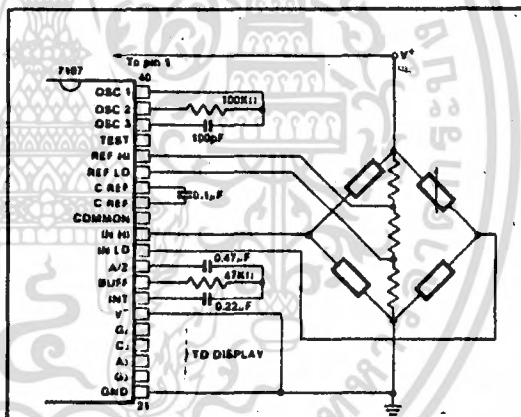 To pin 1
V+
7107
40
OSC 1
100KΩ
OSC 2
OSC 3
100pF
TEST
REF HI
REF LO
C REF
0.1μF
C REF
COMMON
IN HI
IN LO
0.47μF
A/Z
BUFF
47KΩ
INT
0.22μF
V-
TO DISPLAY
GND
21